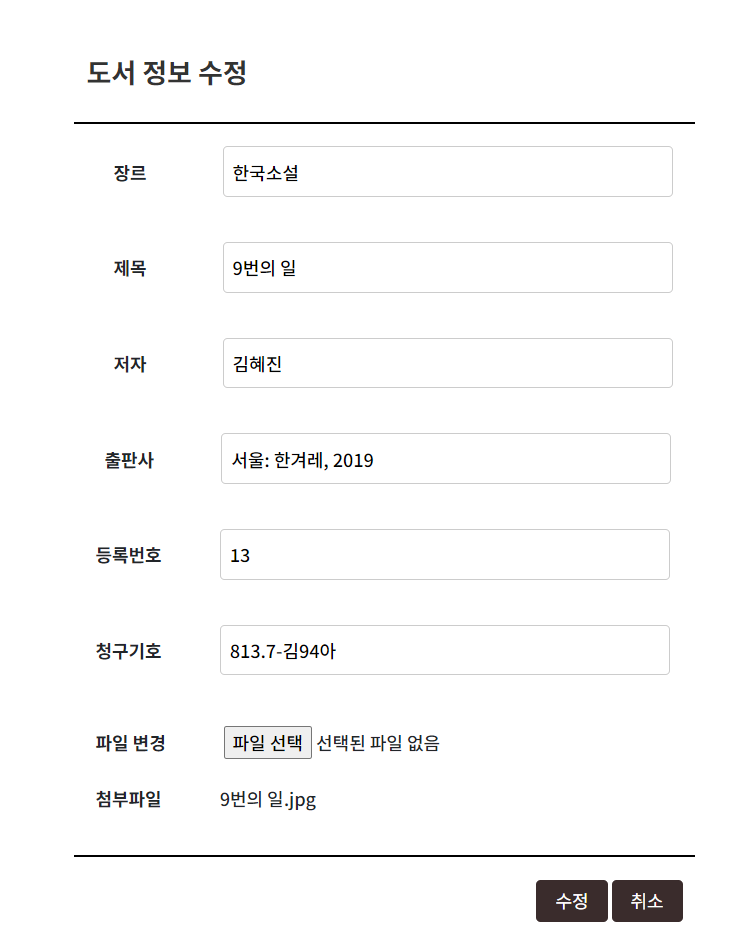 도서 정보 수정
장르 한국소설
제목 9번의 일
저자 김혜진
출판사 서울: 한겨레, 2019
등록번호 13
청구기호 813.7-김94아
파일 변경 파일 선택 선택된 파일 없음
첨부파일 9번의 일.jpg
수정 취소